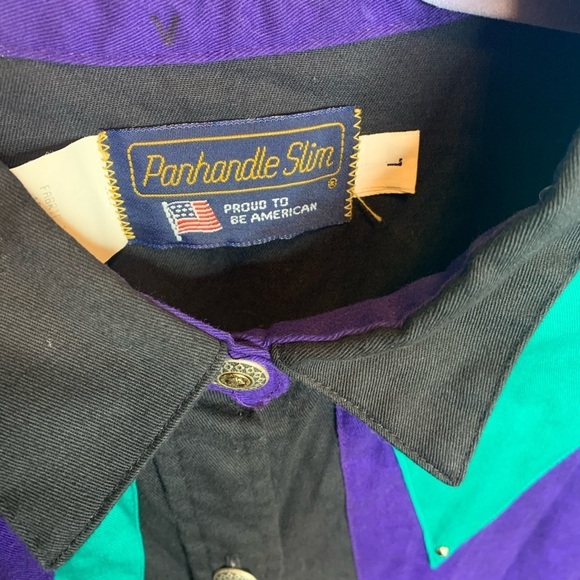 Panhandle Slim
®
PROUD TO
BE AMERICAN
L